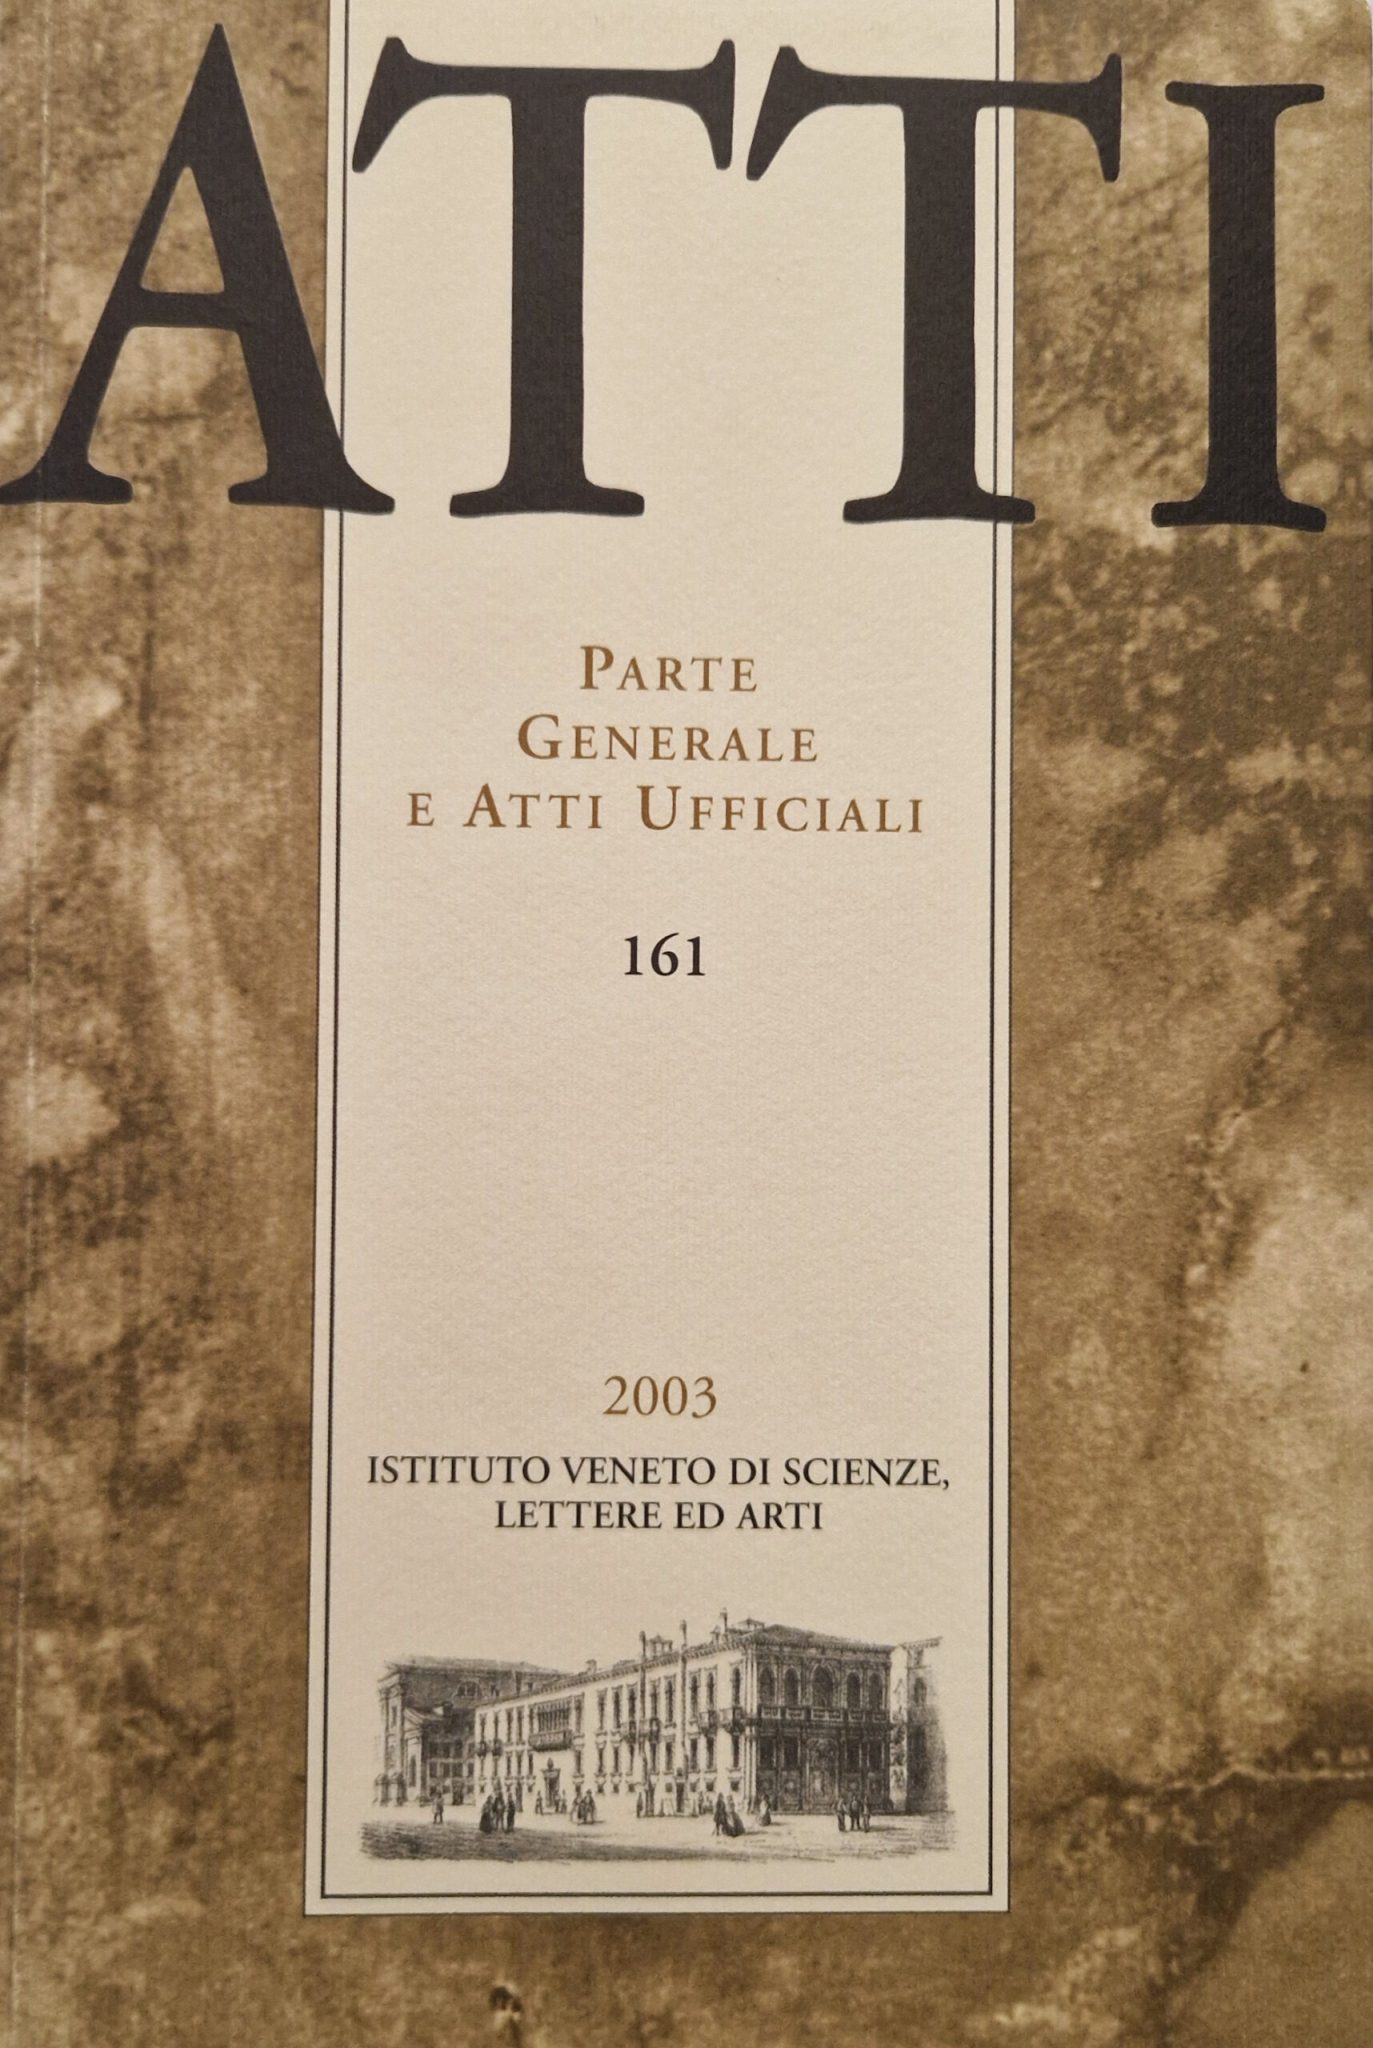 ATTI
PARTE
GENERALE
E ATTI UFFICIALI
161
2003
ISTITUTO VENETO DI SCIENZE,
LETTERE ED ARTI